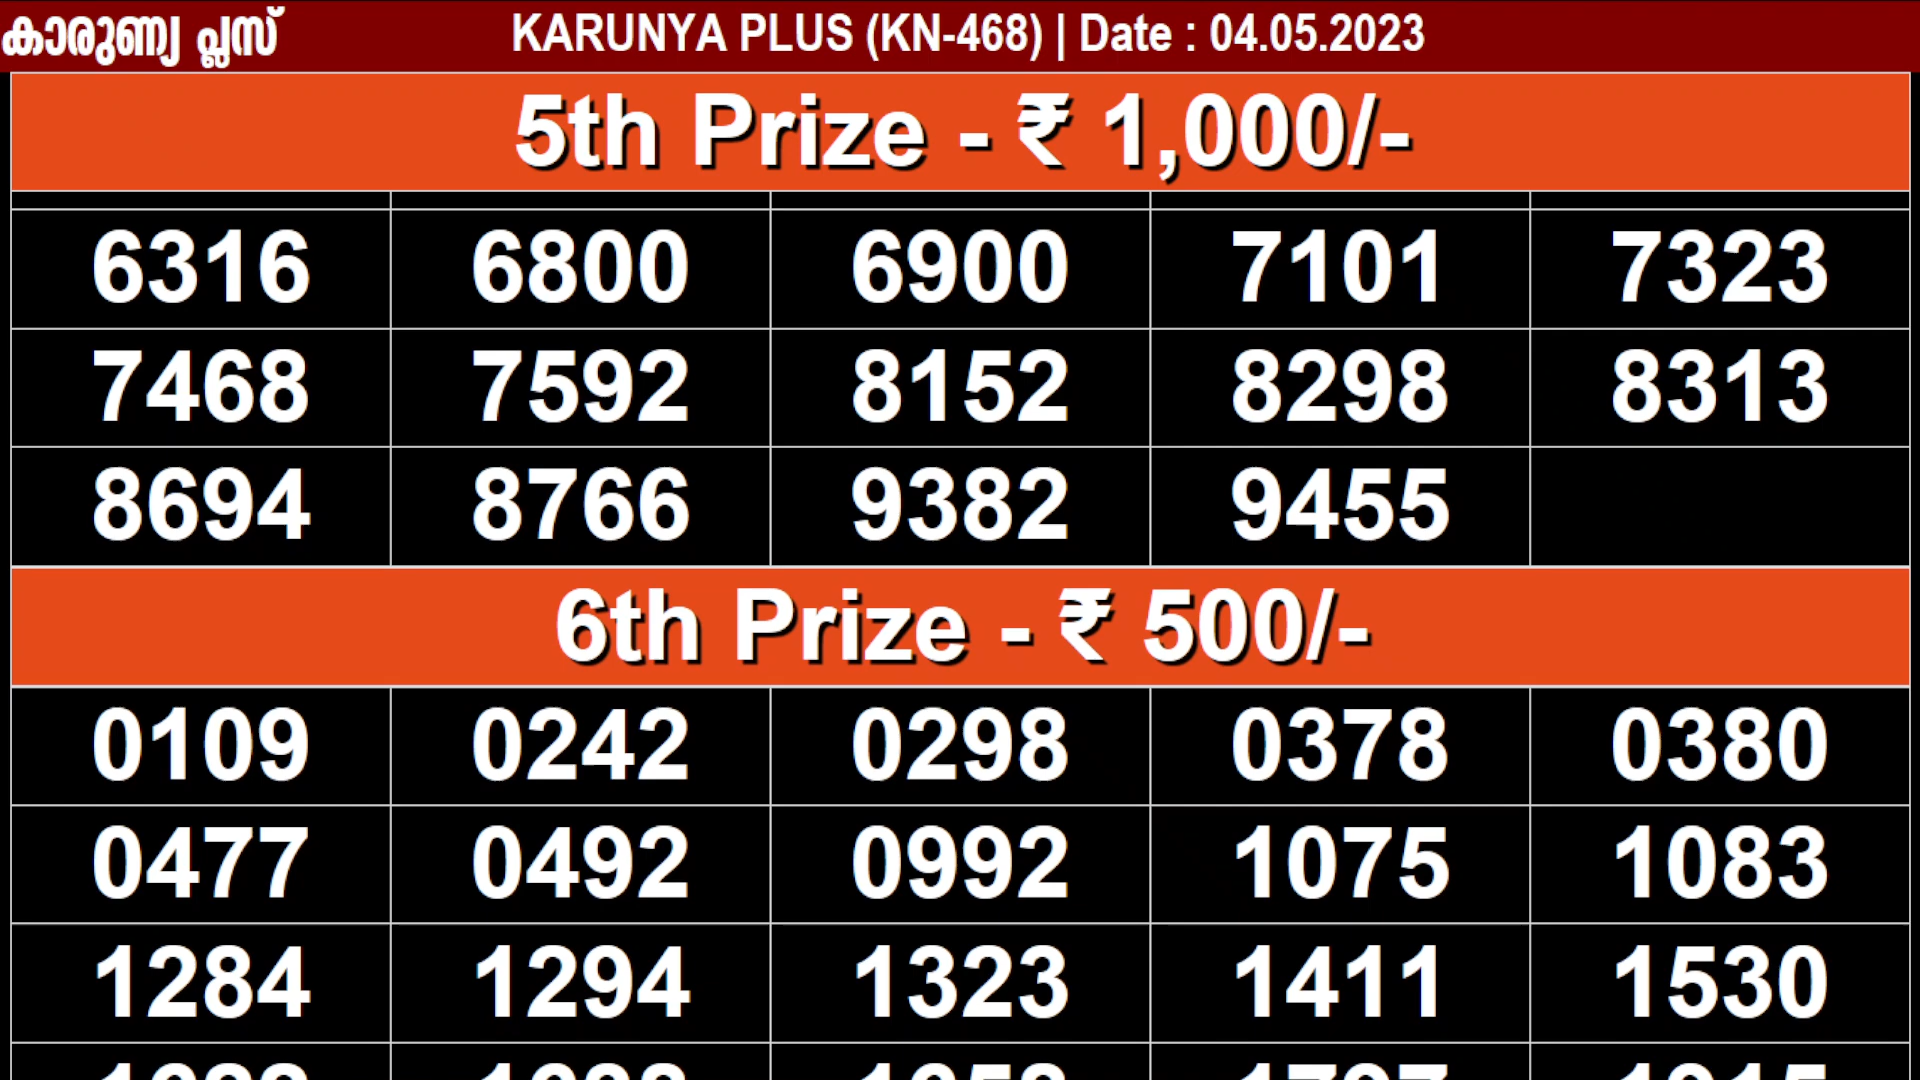 കാരുണ്യ പ്ലസ് KARUNYA PLUS (KN-468) | Date : 04.05.2023
5th Prize - ₹ 1,000/-
6316 6800 6900 7101 7323
7468 7592 8152 8298 8313
8694 8766 9382 9455
6th Prize - ₹ 500/-
0109 0242 0298 0378 0380
0477 0492 0992 1075 1083
1284 1294 1323 1411 1530